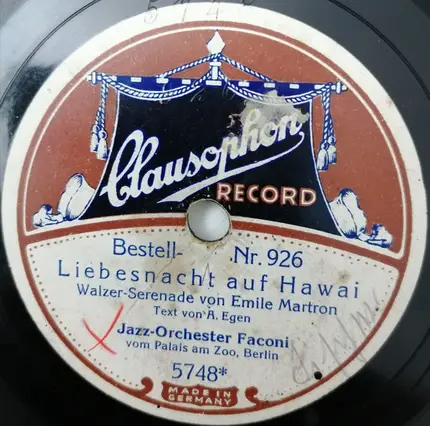 Clausophon
RECORD
Bestell- Nr. 926
Liebesnacht auf Hawai
Walzer-Serenade von Emile Martron
Text von A. Egen
Jazz-Orchester Faconi
vom Palais am Zoo, Berlin
5748*
MADE IN
GERMANY